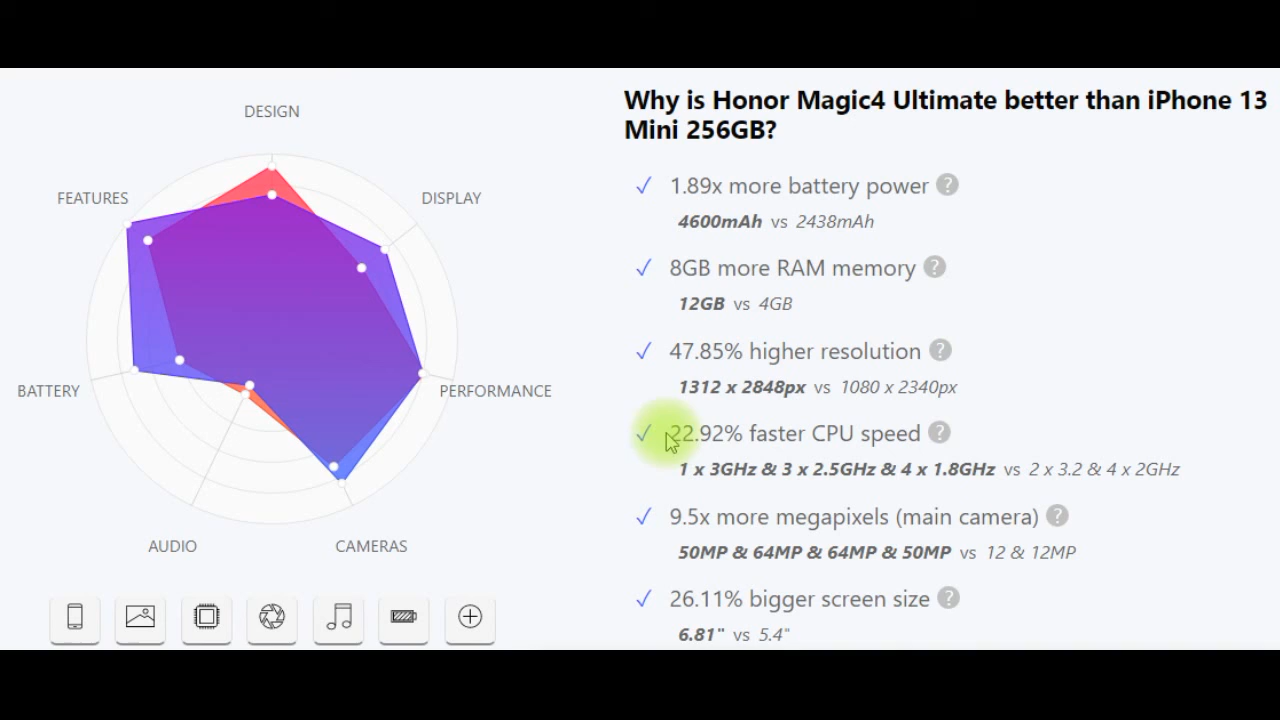 DESIGN
FEATURES
DISPLAY
BATTERY
PERFORMANCE
AUDIO
CAMERAS
Why is Honor Magic4 Ultimate better than iPhone 13
Mini 256GB?
✓ 1.89x more battery power ?
4600mAh vs 2438mAh
✓ 8GB more RAM memory ?
12GB vs 4GB
✓ 47.85% higher resolution ?
1312 x 2848px vs 1080 x 2340px
✓ 22.92% faster CPU speed ?
1 x 3GHz & 3 x 2.5GHz & 4 x 1.8GHz vs 2 x 3.2 & 4 x 2GHz
✓ 9.5x more megapixels (main camera) ?
50MP & 64MP & 64MP & 50MP vs 12 & 12MP
✓ 26.11% bigger screen size ?
6.81" vs 5.4"